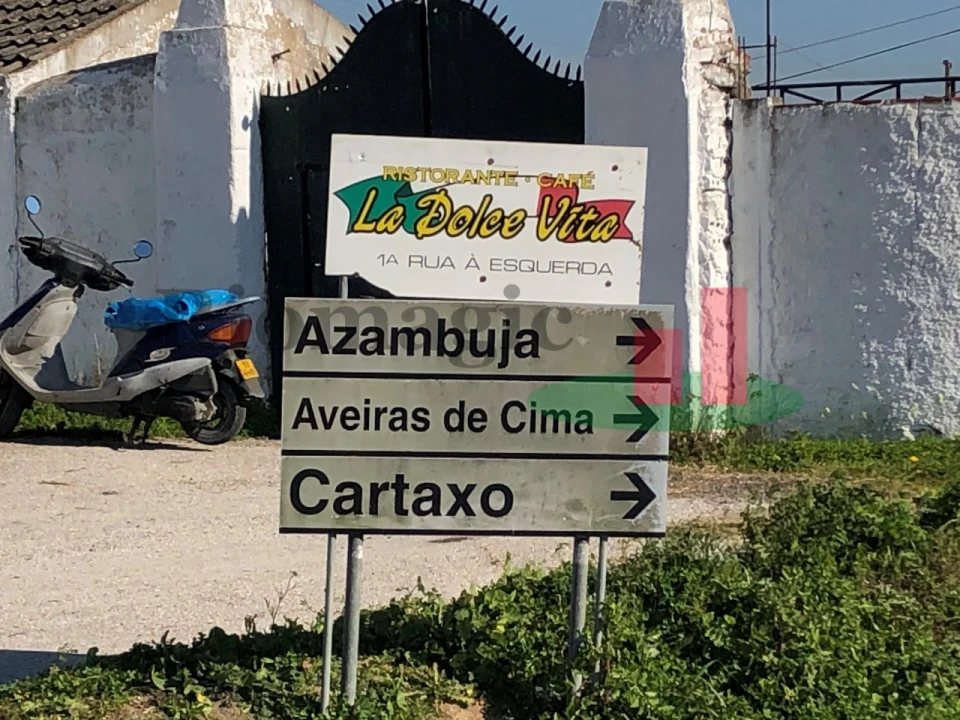 RISTORANTE - CAFÉ
La Dolce Vita
1A RUA À ESQUERDA
Azambuja →
Aveiras de Cima →
Cartaxo →